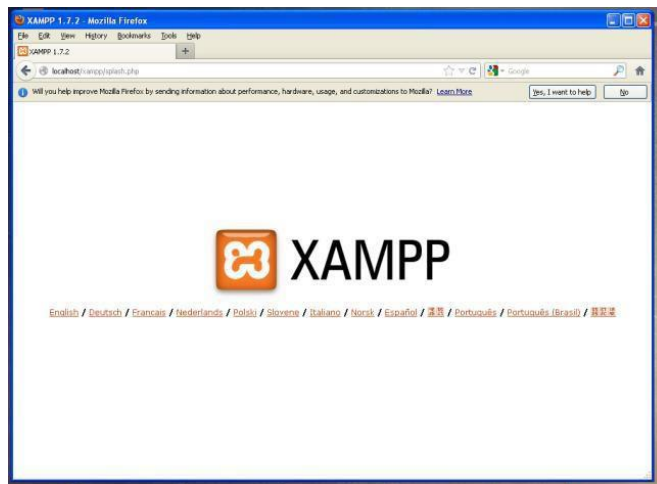 XAMPP 1.7.2 - Mozilla Firefox
File Edit View History Bookmarks Tools Help
XAMPP 1.7.2
localhost/xampp/splash.php Google
Will you help improve Mozilla Firefox by sending information about performance, hardware, usage, and customizations to Mozilla? Learn More Yes, I want to help No
XAMPP
English / Deutsch / Francais / Nederlands / Polski / Slovene / Italiano / Norsk / Español / / Português / Português (Brasil) /